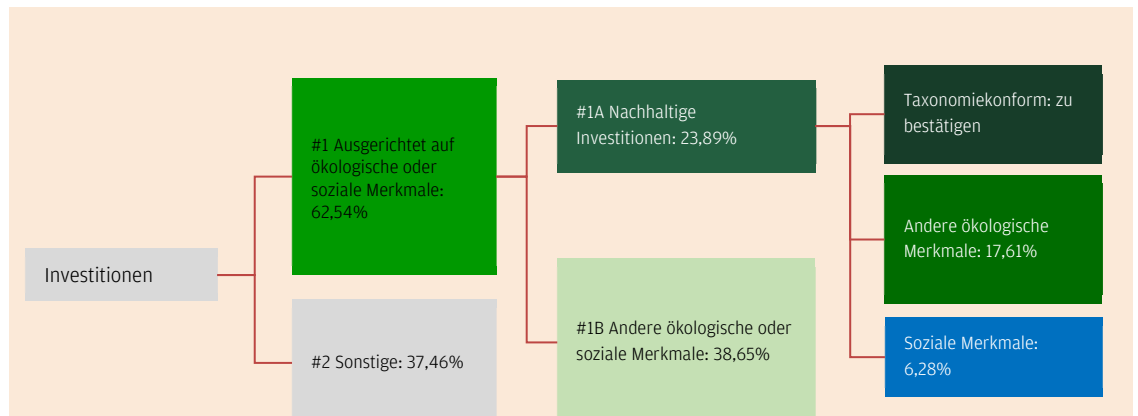 Investitionen
#1 Ausgerichtet auf
ökologische oder
soziale Merkmale:
62,54%
#2 Sonstige: 37,46%
#1A Nachhaltige
Investitionen: 23,89%
#1B Andere ökologische oder
soziale Merkmale: 38,65%
Taxonomiekonform: zu
bestätigen
Andere ökologische
Merkmale: 17,61%
Soziale Merkmale:
6,28%